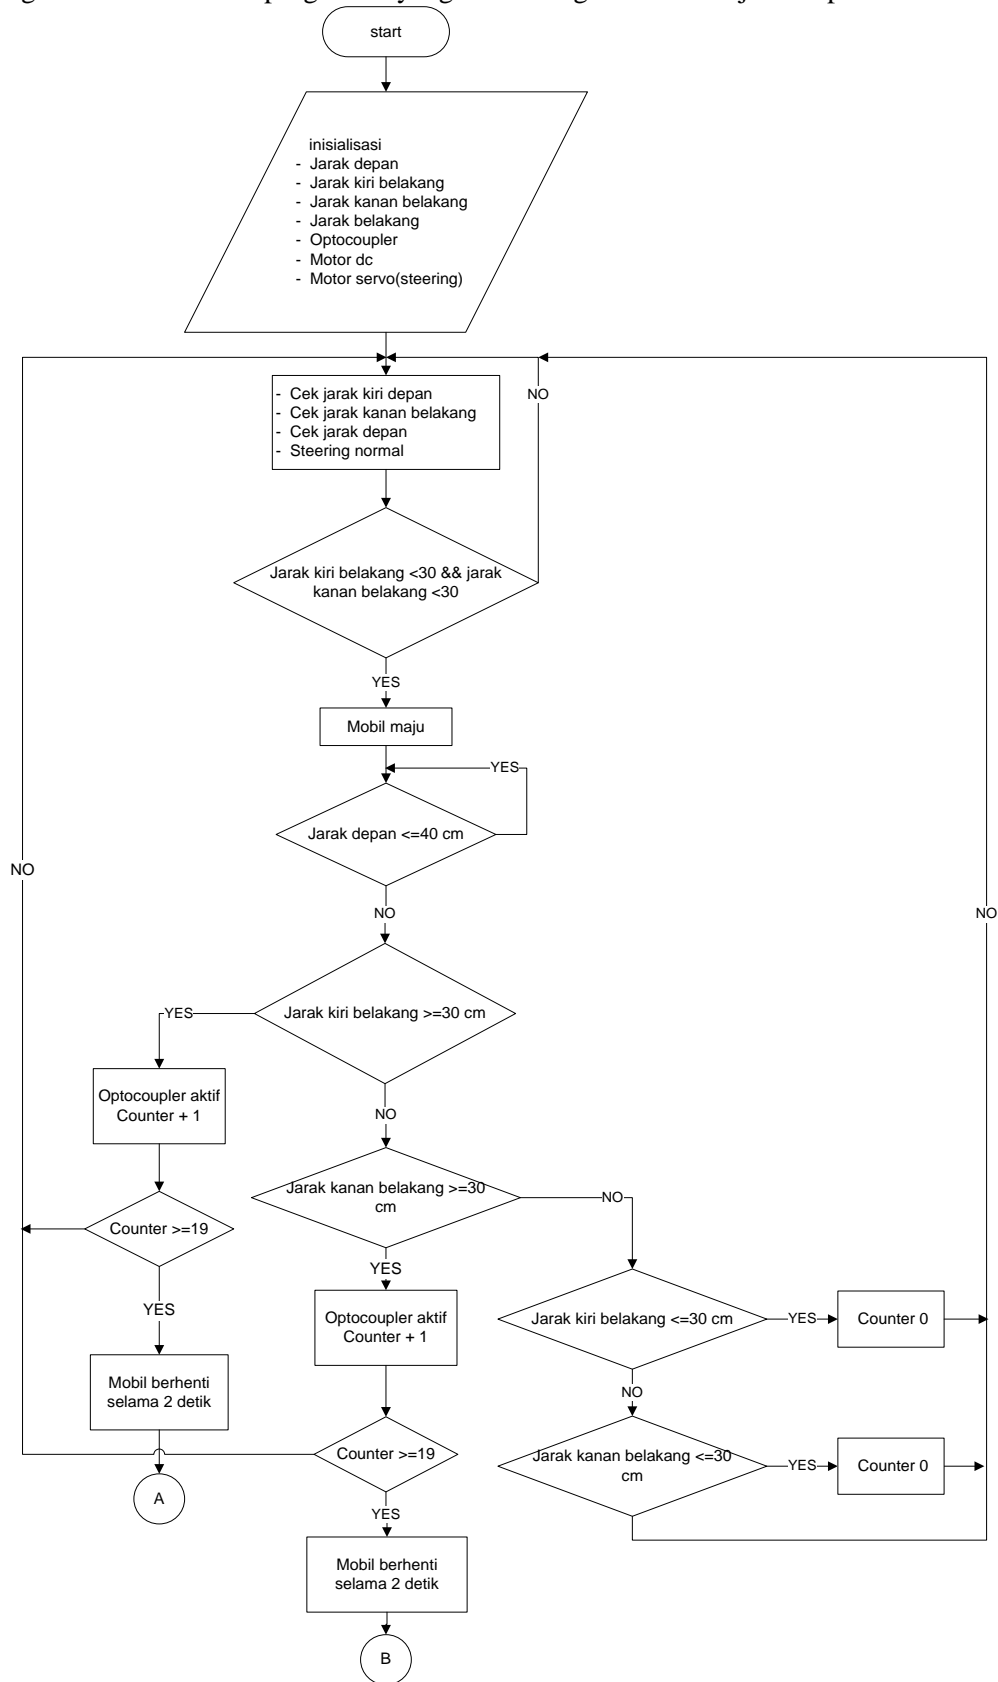 start
inisialisasi
- Jarak depan
- Jarak kiri belakang
- Jarak kanan belakang
- Jarak belakang
- Optocoupler
- Motor dc
- Motor servo(steering)
- Cek jarak kiri depan
- Cek jarak kanan belakang
- Cek jarak depan
- Steering normal
NO
Jarak kiri belakang <30 && jarak
kanan belakang <30
YES
Mobil maju
YES
Jarak depan <=40 cm
NO
NO
NO
Jarak kiri belakang >=30 cm
YES
Optocoupler aktif
Counter + 1
NO
Jarak kanan belakang >=30
cm
NO
Counter >=19
YES
YES
Optocoupler aktif
Counter + 1
Jarak kiri belakang <=30 cm
YES
Counter 0
Mobil berhenti
selama 2 detik
NO
Counter >=19
Jarak kanan belakang <=30
cm
YES
Counter 0
A
YES
Mobil berhenti
selama 2 detik
B